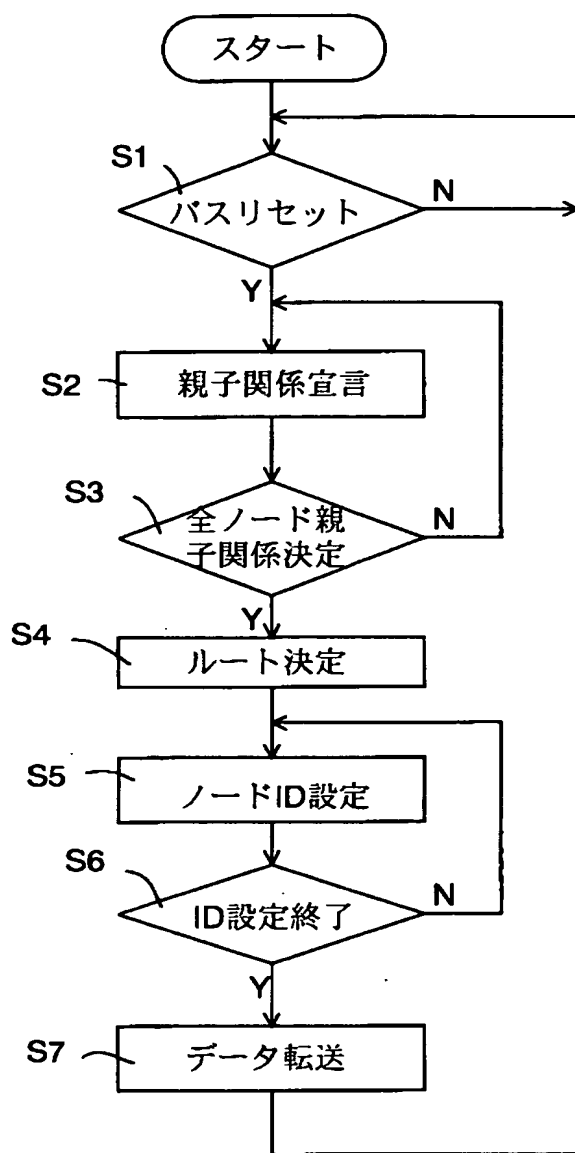 スタート
S1
バスリセット
N
Y
S2
親子関係宣言
S3
全ノード親
子関係決定
N
Y
S4
ルート決定
S5
ノードID設定
S6
ID設定終了
N
Y
S7
データ転送